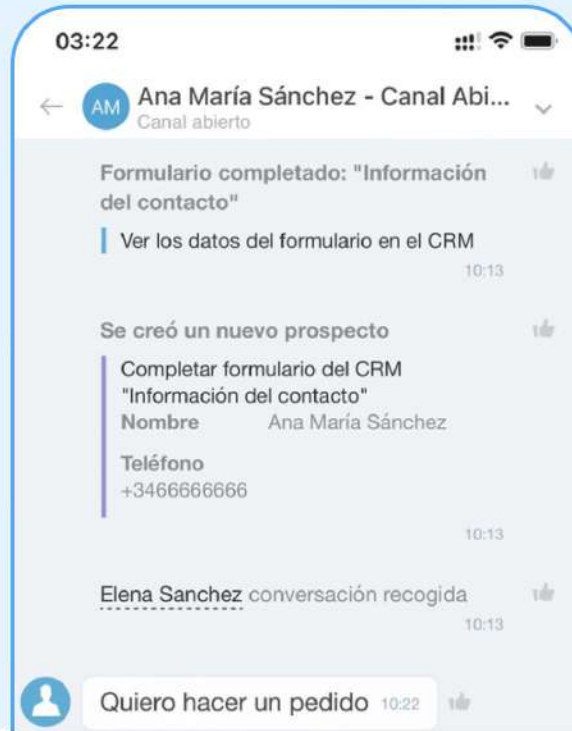 03:22
AM
Ana María Sánchez - Canal Abi...
Canal abierto
Formulario completado: "Información
del contacto"
Ver los datos del formulario en el CRM
10:13
Se creó un nuevo prospecto
Completar formulario del CRM
"Información del contacto"
Nombre Ana María Sánchez
Teléfono
+3466666666
10:13
Elena Sanchez conversación recogida
10:13
Quiero hacer un pedido 10:22